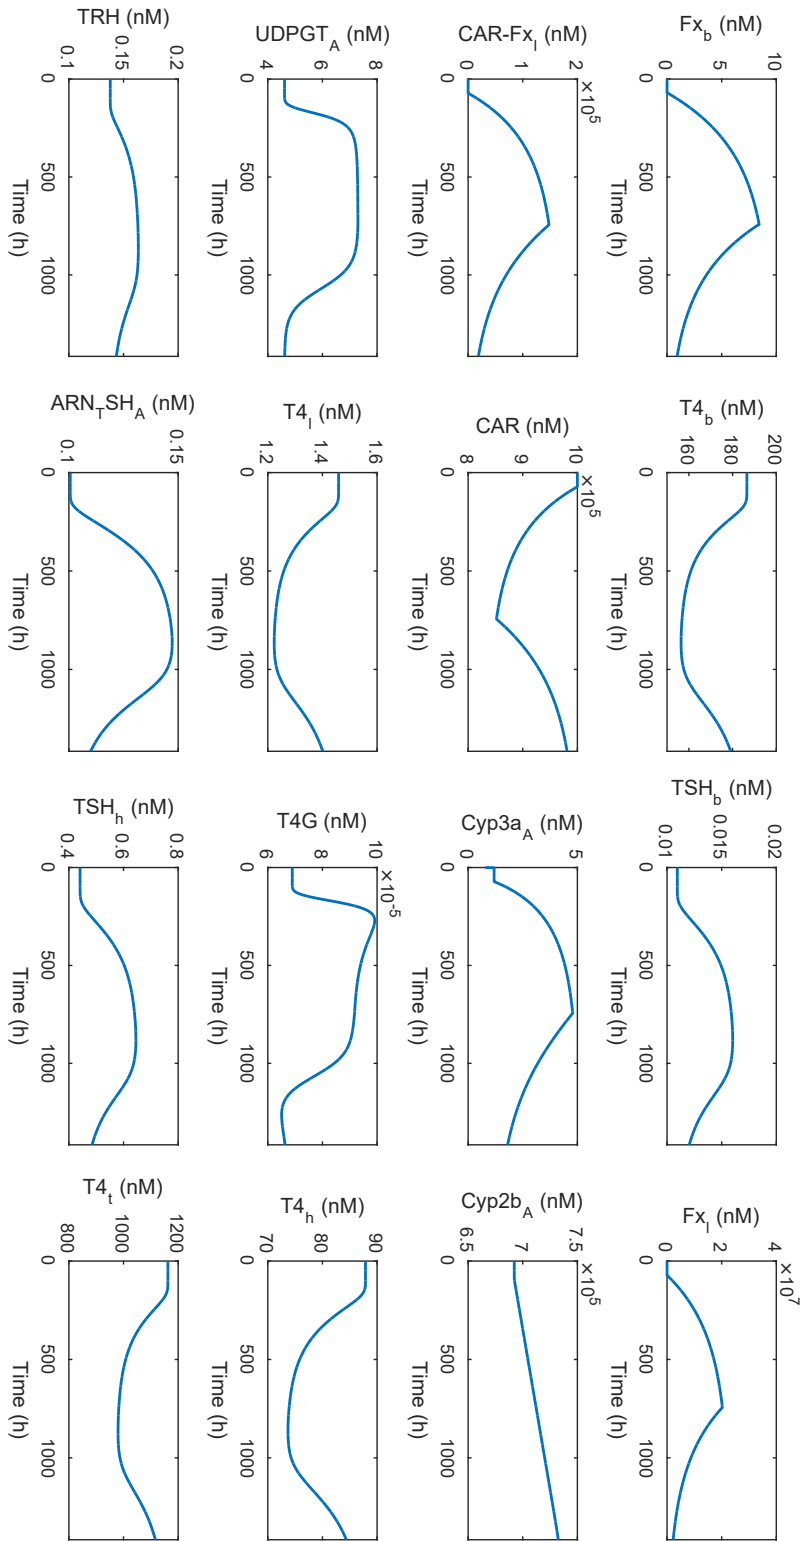 Fx_b (nM)
10
5
0
0 500 1000
Time (h)
T4_b (nM)
200
180
160
0 500 1000
Time (h)
TSH_b (nM)
0.02
0.015
0.01
0 500 1000
Time (h)
Fx_l (nM)
×10^7
4
2
0
0 500 1000
Time (h)
CAR-Fx_l (nM)
×10^5
2
1
0
0 500 1000
Time (h)
CAR (nM)
×10^5
10
9
8
0 500 1000
Time (h)
Cyp3a_A (nM)
5
0
0 500 1000
Time (h)
Cyp2b_A (nM)
×10^5
7.5
7
6.5
0 500 1000
Time (h)
UDPGT_A (nM)
8
6
4
0 500 1000
Time (h)
T4_l (nM)
1.6
1.4
1.2
0 500 1000
Time (h)
T4G (nM)
×10^-5
10
8
6
0 500 1000
Time (h)
T4_h (nM)
90
80
70
0 500 1000
Time (h)
TRH (nM)
0.2
0.15
0.1
0 500 1000
Time (h)
ARN_TSH_A (nM)
0.15
0.1
0 500 1000
Time (h)
TSH_h (nM)
0.8
0.6
0.4
0 500 1000
Time (h)
T4_t (nM)
1200
1000
800
0 500 1000
Time (h)